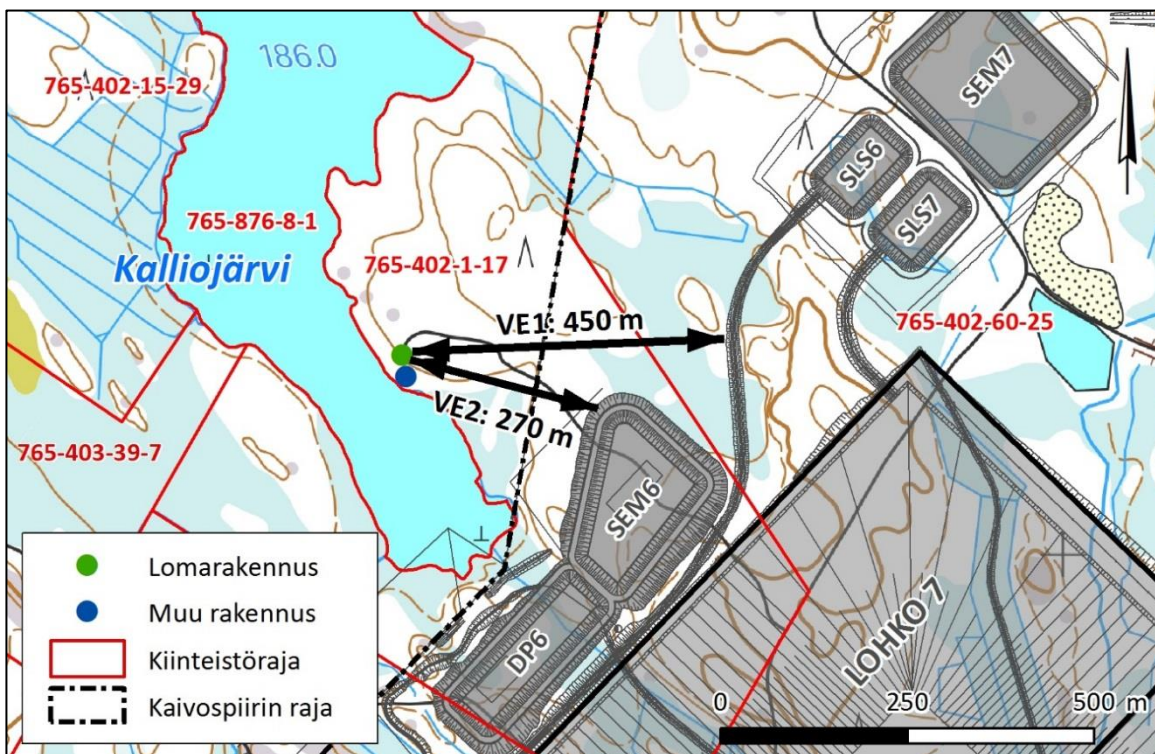 186.0
765-402-15-29
765-876-8-1
Kalliojärvi
765-402-1-17
SEM7
SLS6
SLS7
765-402-60-25
VE1: 450 m
VE2: 270 m
765-403-39-7
SEM6
DP6
LOHKO 7
Lomarakennus
Muu rakennus
Kiinteistöraja
Kaivospiirin raja
0 250 500 m